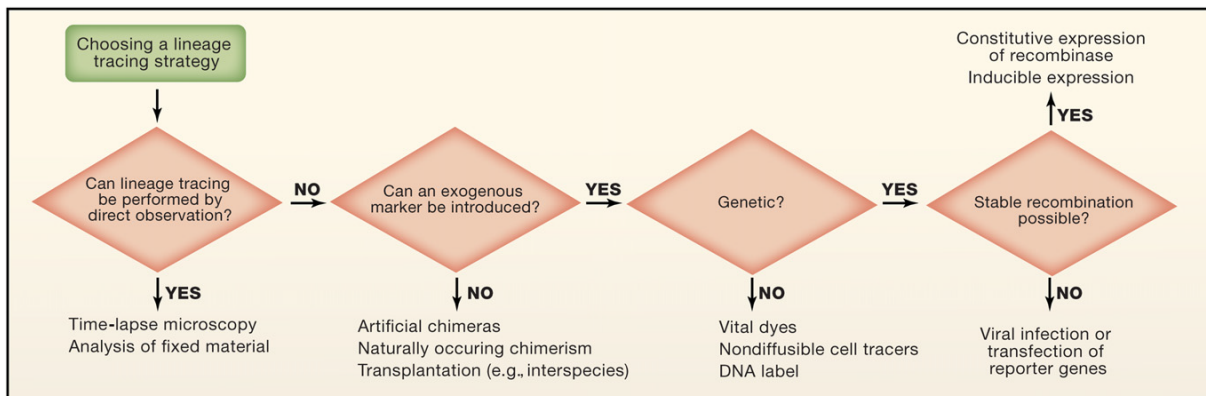 Choosing a lineage
tracing strategy
Can lineage tracing
be performed by
direct observation?
NO
YES
Time-lapse microscopy
Analysis of fixed material
Can an exogenous
marker be introduced?
YES
NO
Artificial chimeras
Naturally occuring chimerism
Transplantation (e.g., interspecies)
Genetic?
YES
NO
Vital dyes
Nondiffusible cell tracers
DNA label
Constitutive expression
of recombinase
Inducible expression
YES
Stable recombination
possible?
NO
Viral infection or
transfection of
reporter genes